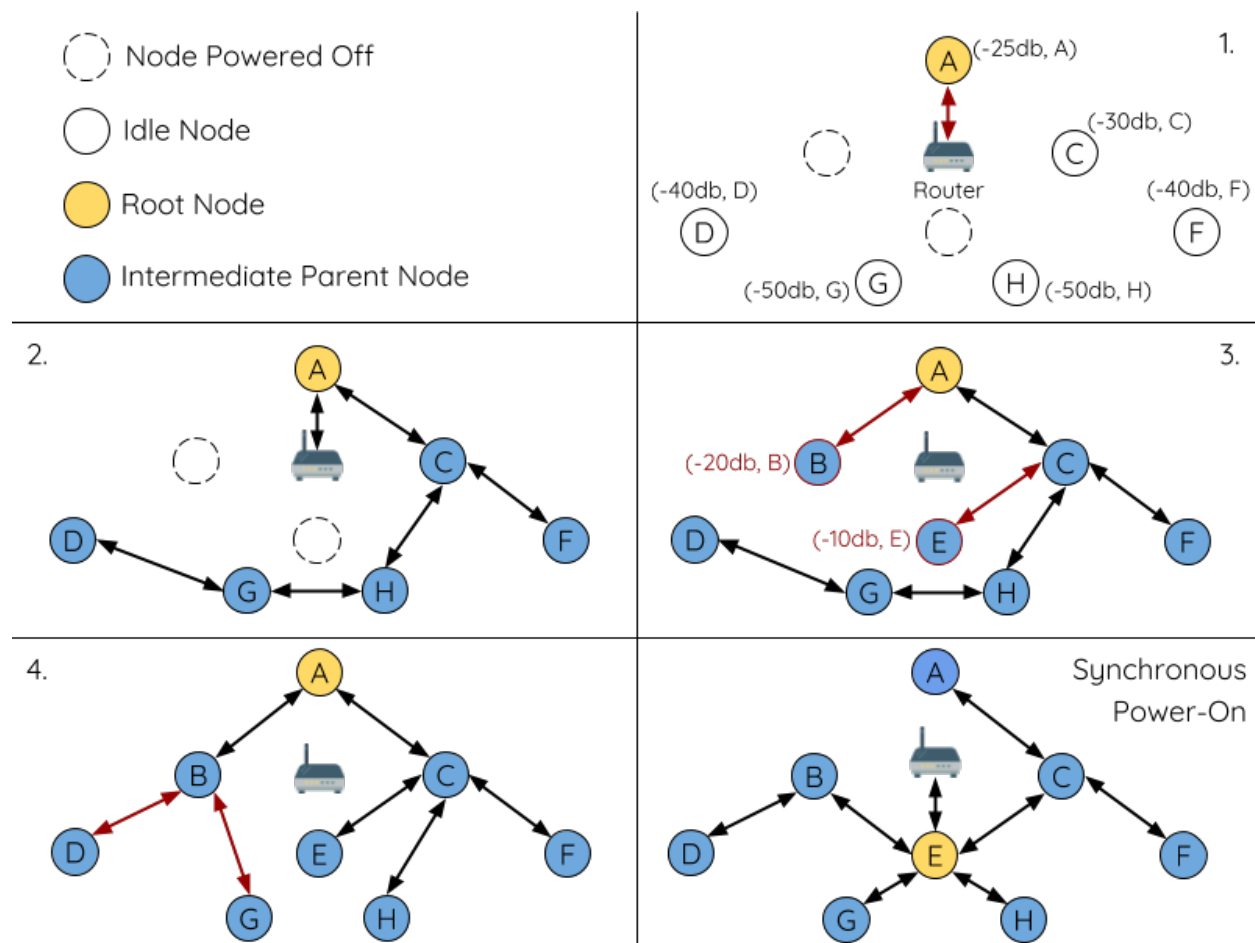 Node Powered Off
Idle Node
Root Node
Intermediate Parent Node
1.
A (-25db, A)
C (-30db, C)
Router
(-40db, D)
D
(-40db, F)
F
(-50db, G) G
H (-50db, H)
2.
A
C
D
F
G
H
3.
A
(-20db, B) B
C
D
(-10db, E) E
F
G
H
4.
A
B
C
D
E
F
G
H
Synchronous
Power-On
A
B
C
D
E
F
G
H